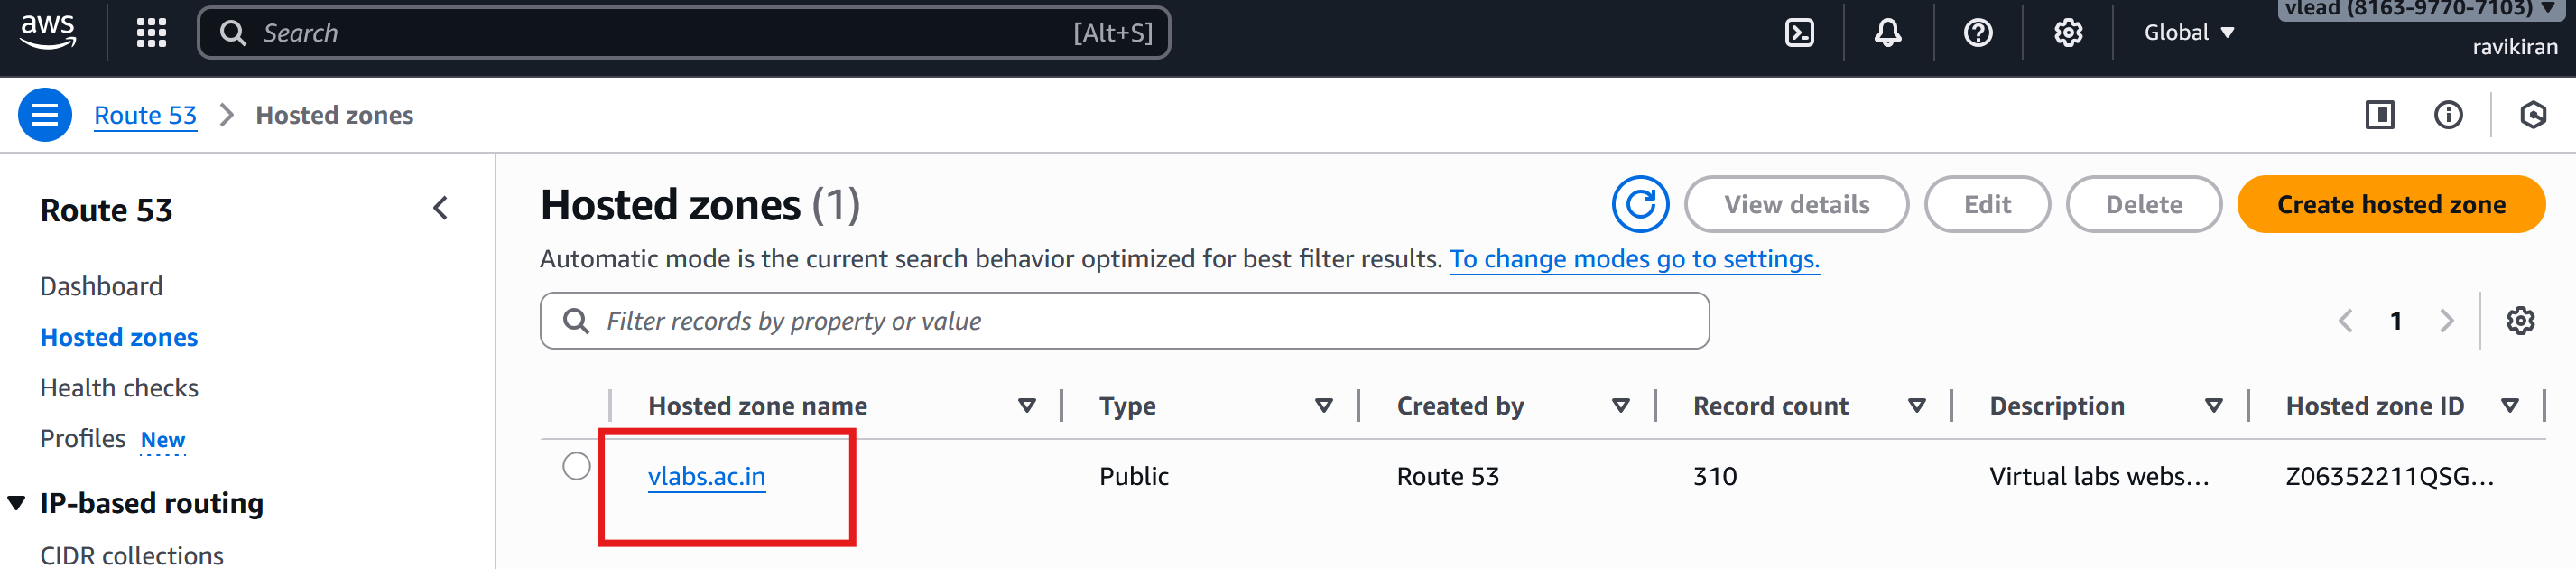 aws
Search [Alt+S]
Global
vlead (8163-9770-7103)
ravikiran
Route 53 Hosted zones
Route 53
Dashboard
Hosted zones
Health checks
Profiles New
IP-based routing
CIDR collections
Hosted zones (1)
View details Edit Delete Create hosted zone
Automatic mode is the current search behavior optimized for best filter results. To change modes go to settings.
Filter records by property or value
1
Hosted zone name Type Created by Record count Description Hosted zone ID
vlabs.ac.in Public Route 53 310 Virtual labs webs... Z06352211QSG...